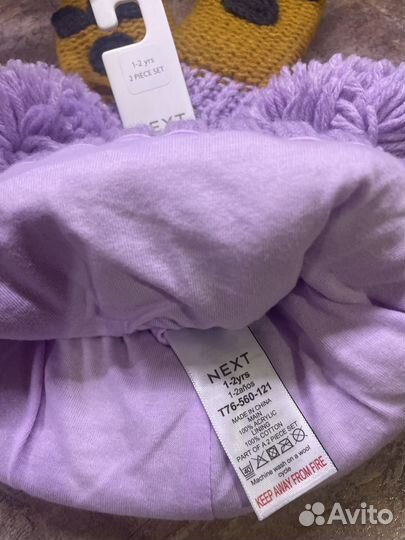 1-2 yrs
2 PIECE SET
NEXT
NEXT
1-2yrs
1-2años
T76-560-121
MADE IN CHINA
MAIN
100% ACRYLIC
LINING
100% COTTON
PART OF A 2 PIECE SET
40
Machine wash on a wool
cycle
KEEP AWAY FROM FIRE
Avito